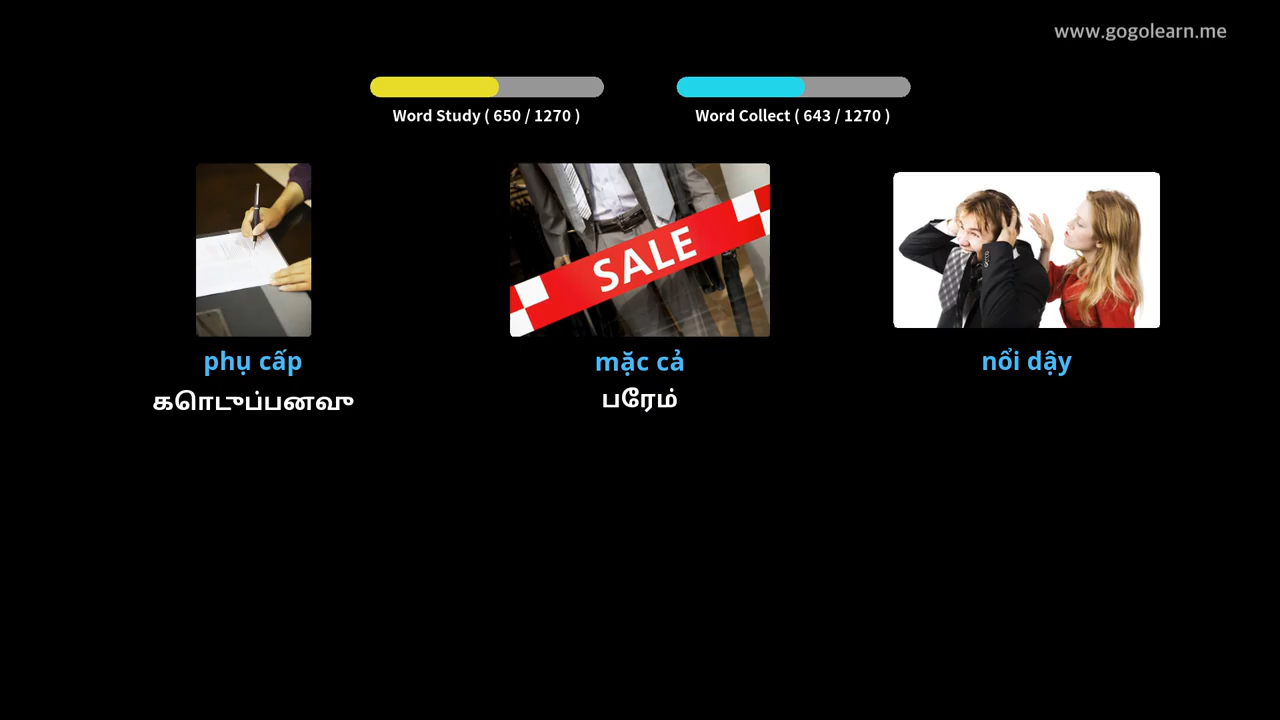 www.gogolearn.me
Word Study ( 650 / 1270 )
Word Collect ( 643 / 1270 )
SALE
phụ cấp
mặc cả
nổi dậy
கொடுப்பனவு
பரேம்